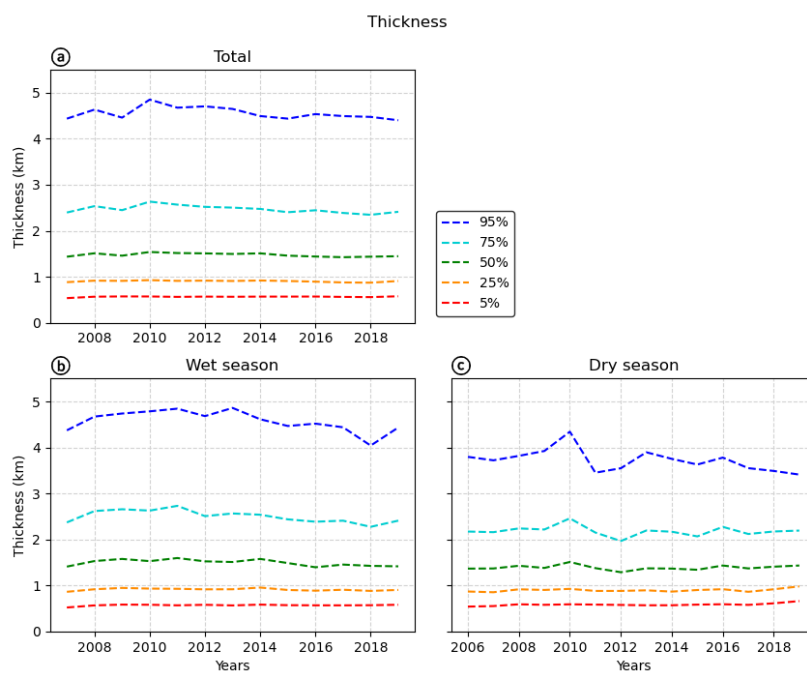 Thickness
ⓐ Total
Thickness (km)
5
4
3
2
1
0
2008 2010 2012 2014 2016 2018
95%
75%
50%
25%
5%
ⓑ Wet season
Thickness (km)
5
4
3
2
1
0
2008 2010 2012 2014 2016 2018
Years
ⓒ Dry season
2006 2008 2010 2012 2014 2016 2018
Years